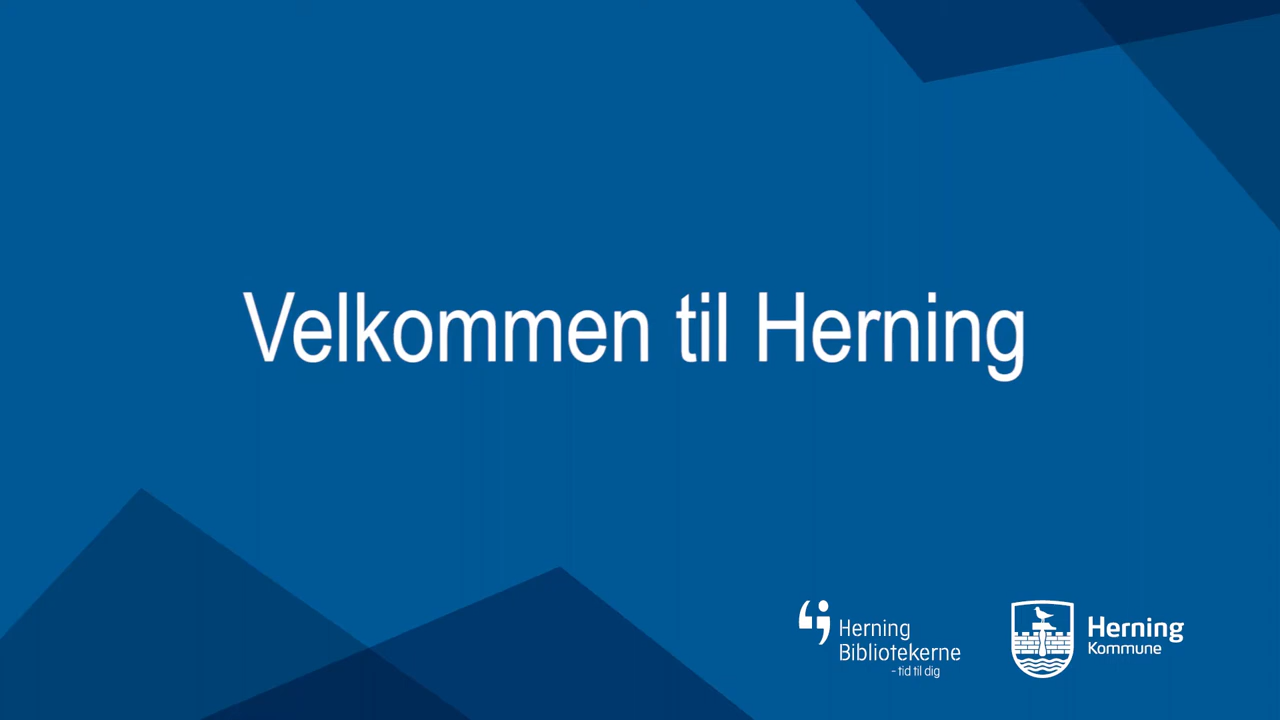 Velkommen til Herning
Herning
Bibliotekerne
- tid til dig
Herning
Kommune